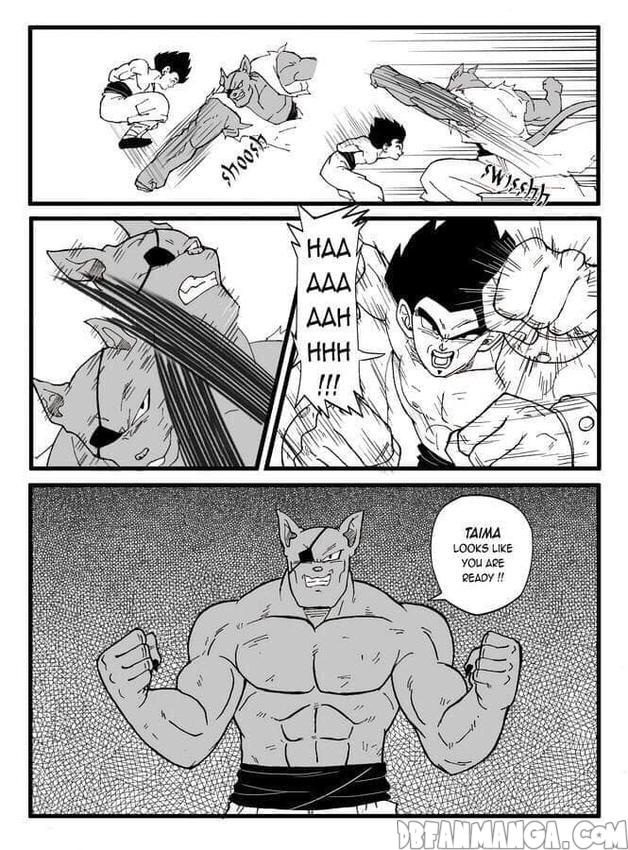 shoosh
swisshh
HAA
AAA
AAH
HHH
!!!
TAIMA
LOOKS LIKE
YOU ARE
READY !!
DBFANMANGA.COM